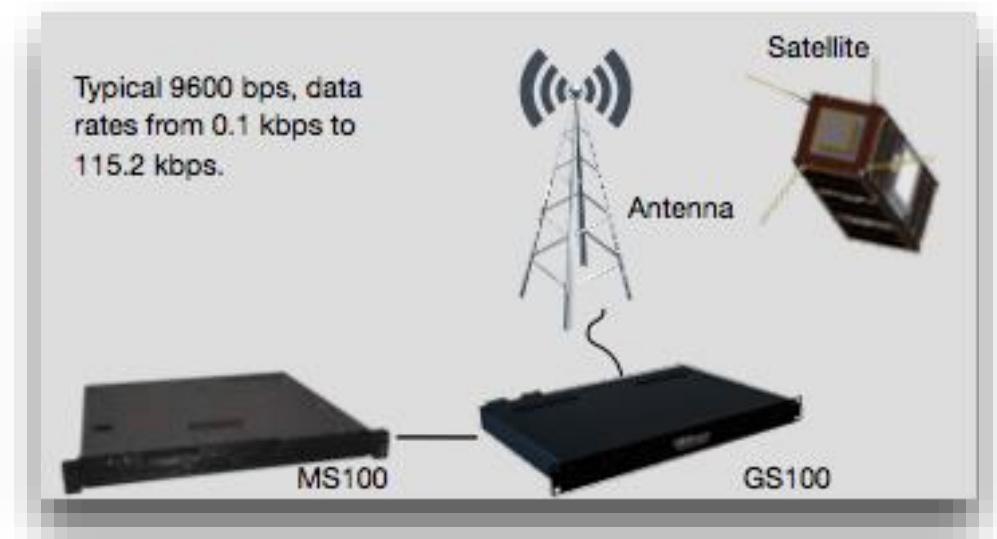 Typical 9600 bps, data
rates from 0.1 kbps to
115.2 kbps.
Satellite
Antenna
MS100
GS100